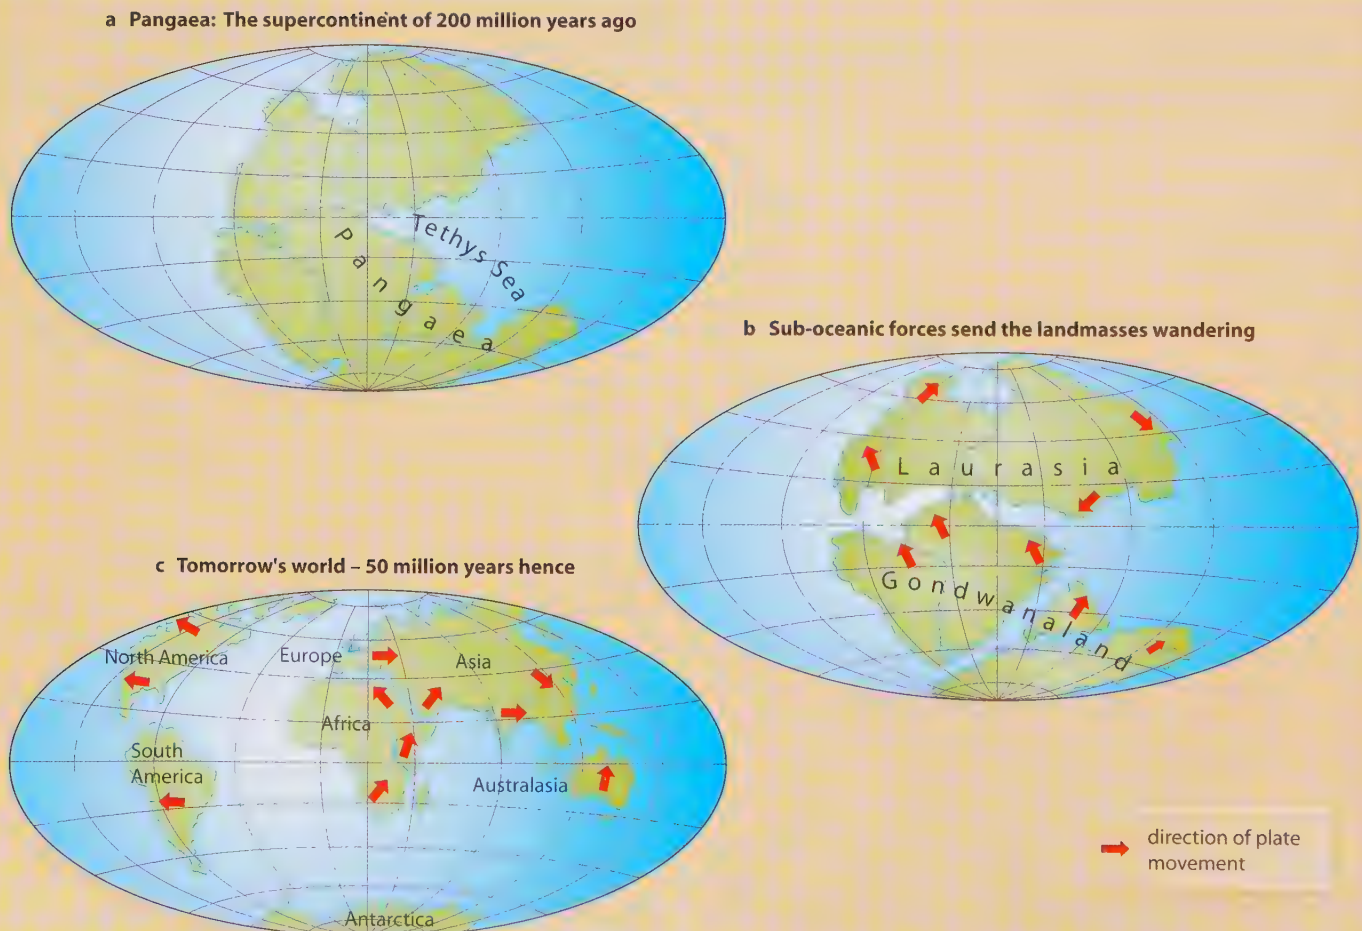 a Pangaea: The supercontinent of 200 million years ago
Tethys Sea
Pangaea
b Sub-oceanic forces send the landmasses wandering
Laurasia
Gondwanaland
c Tomorrow's world – 50 million years hence
North America
Europe
Asia
Africa
South
America
Australasia
Antarctica
direction of plate
movement